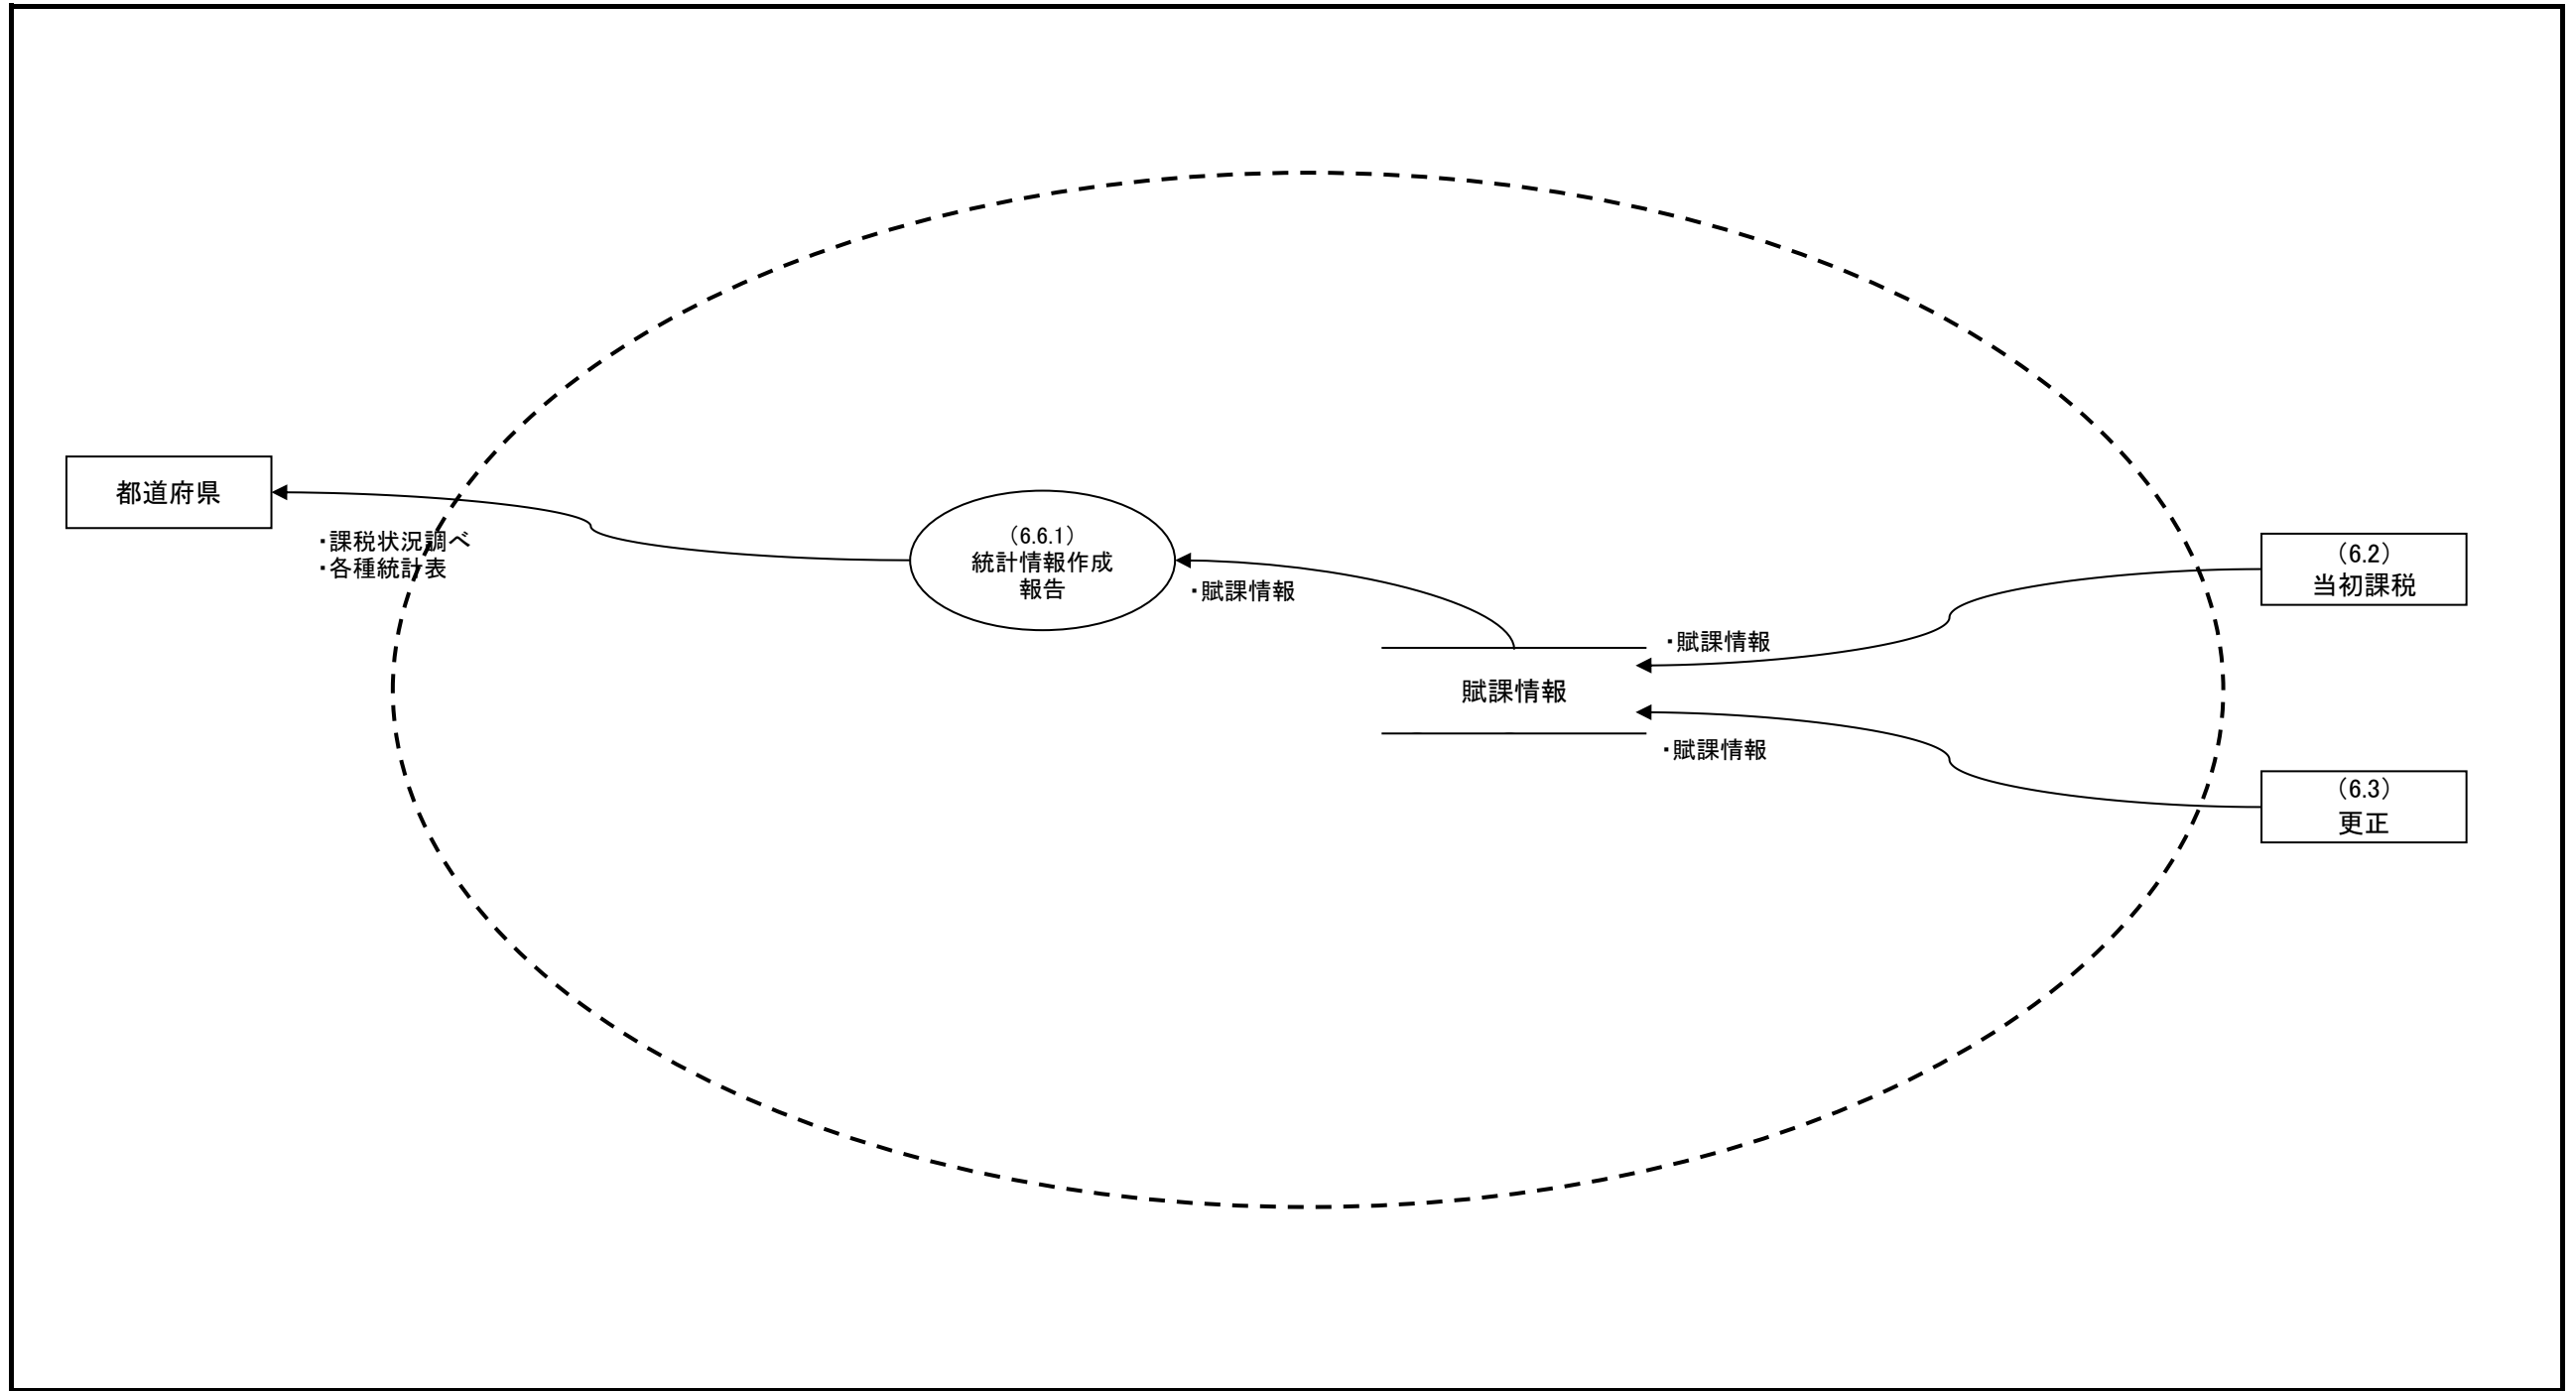 都道府県
・課税状況調べ
・各種統計表
（6.6.1）
統計情報作成
報告
・賦課情報
賦課情報
・賦課情報
・賦課情報
（6.2）
当初課税
（6.3）
更正